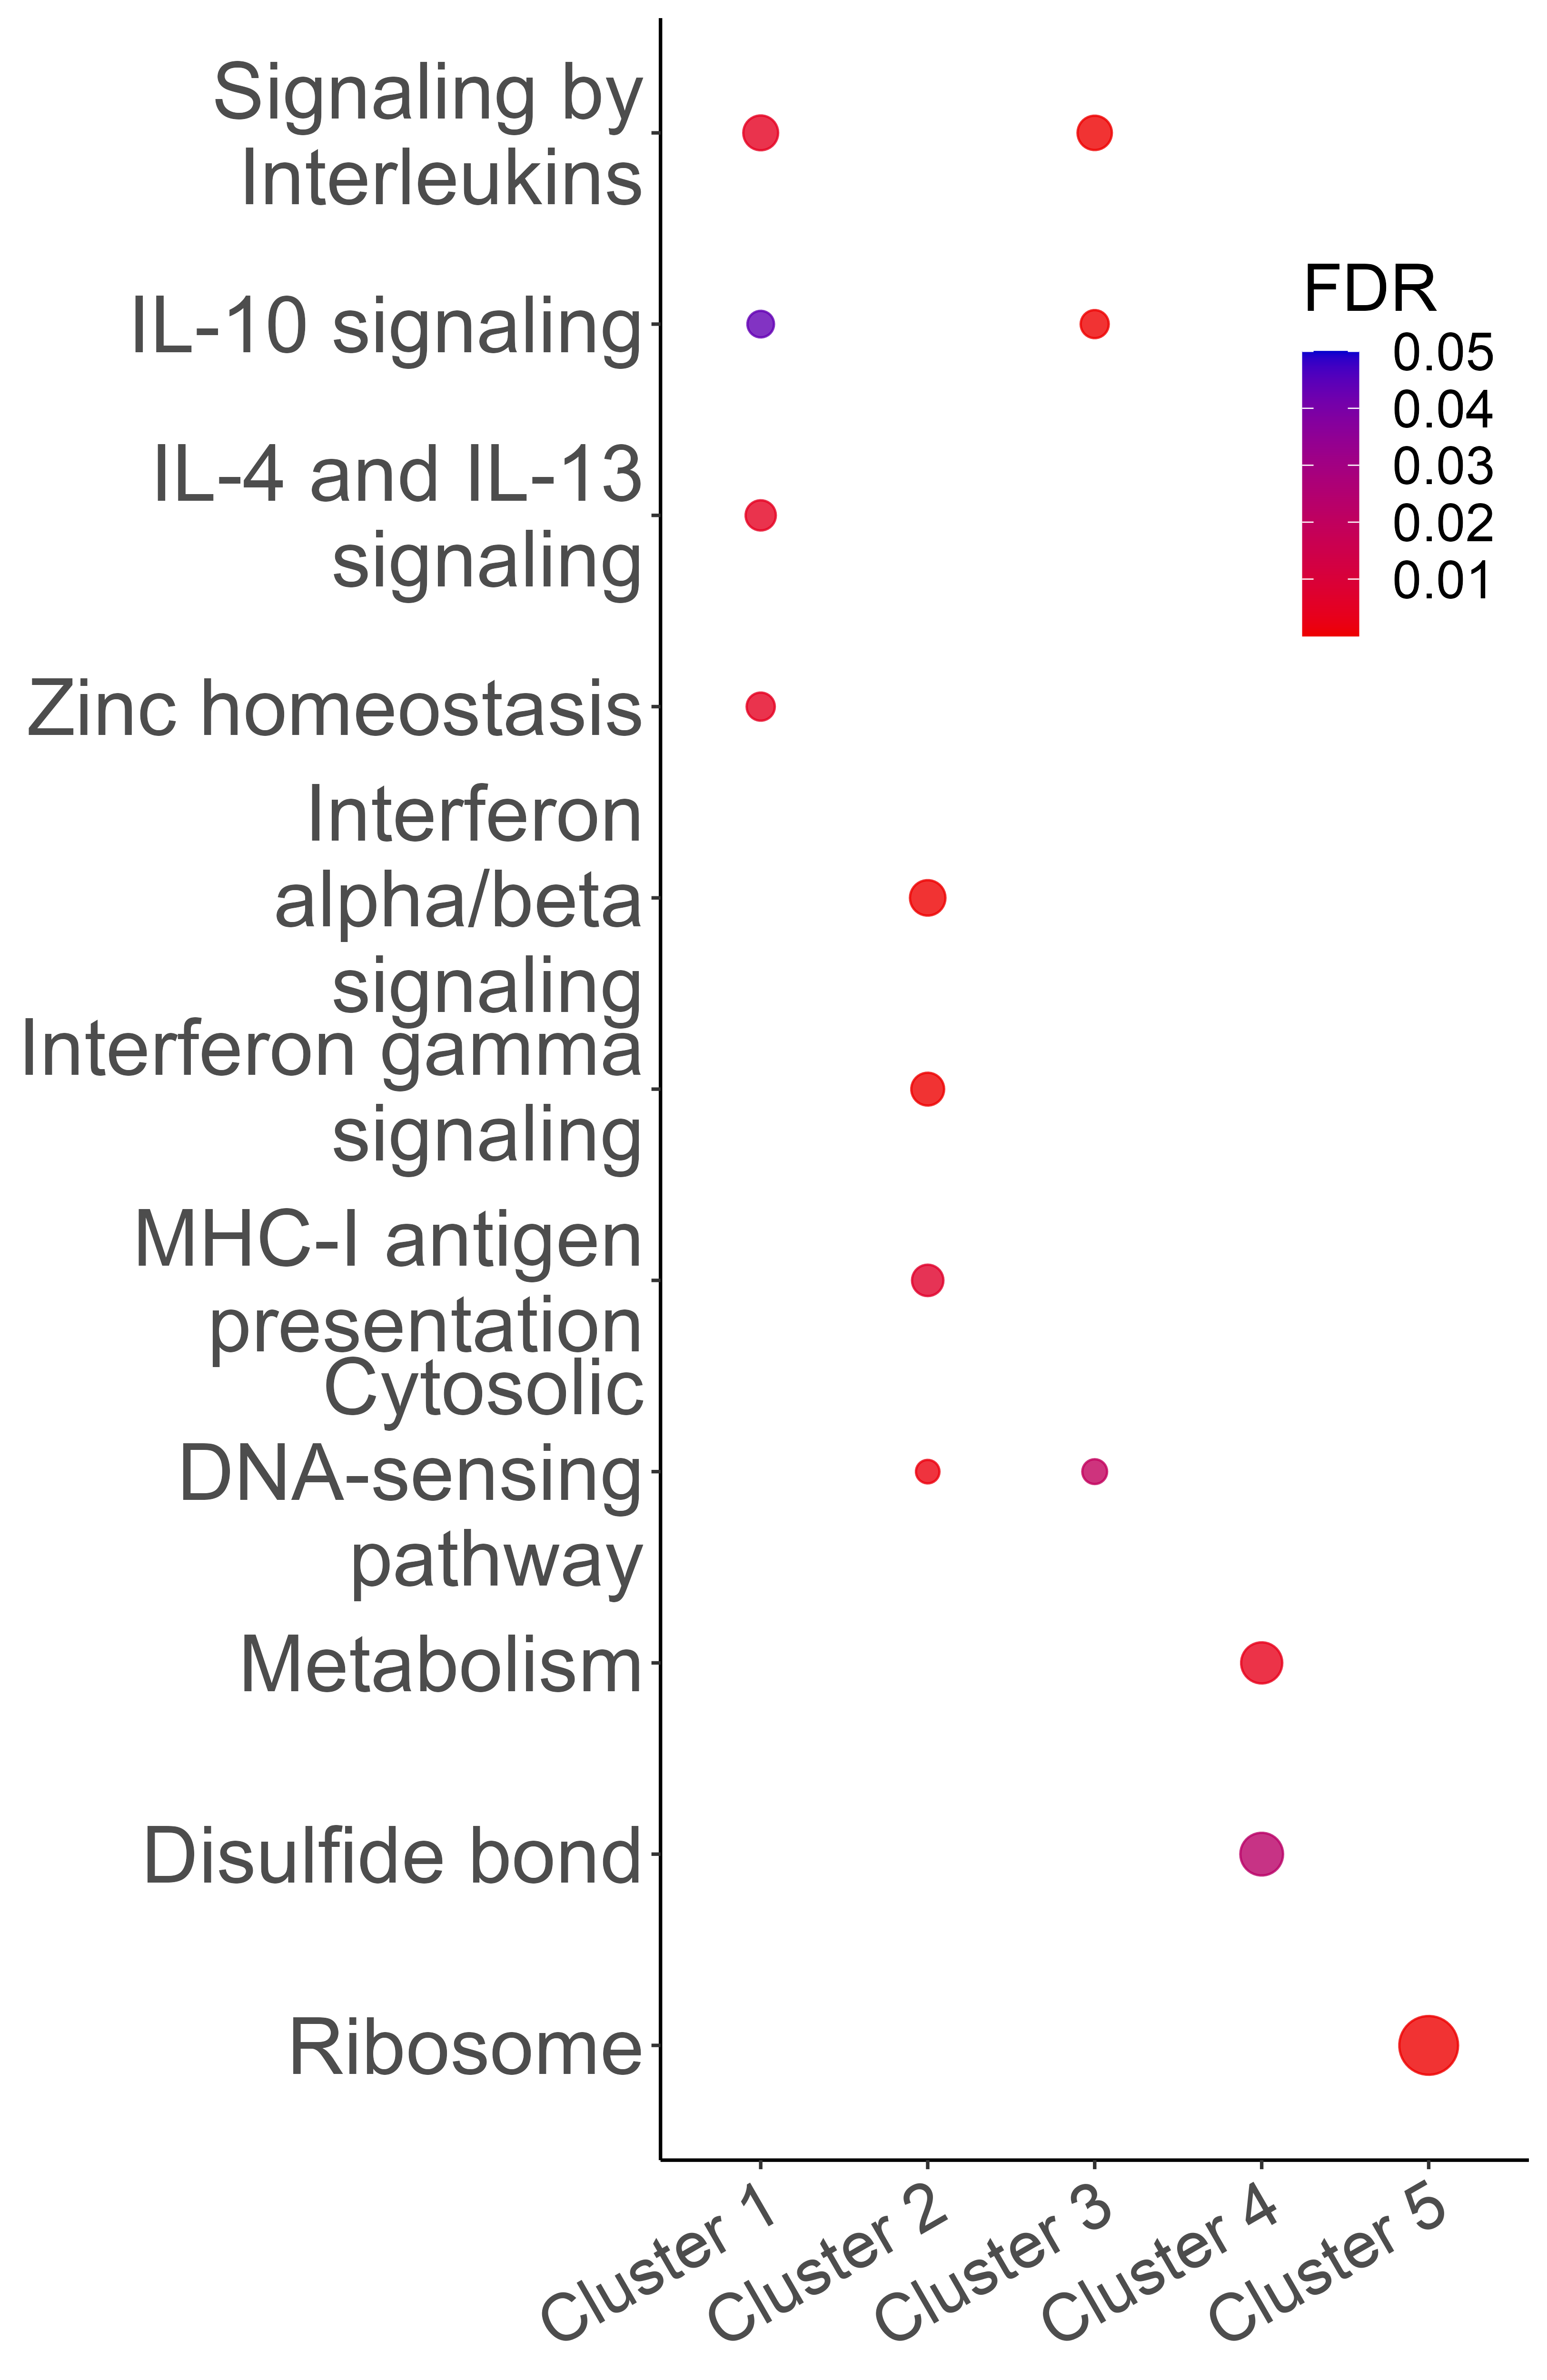 Signaling by
Interleukins
IL-10 signaling
IL-4 and IL-13
signaling
Zinc homeostasis
Interferon
alpha/beta
signaling
Interferon gamma
signaling
MHC-I antigen
presentation
Cytosolic
DNA-sensing
pathway
Metabolism
Disulfide bond
Ribosome
FDR
0.05
0.04
0.03
0.02
0.01
Cluster 1
Cluster 2
Cluster 3
Cluster 4
Cluster 5